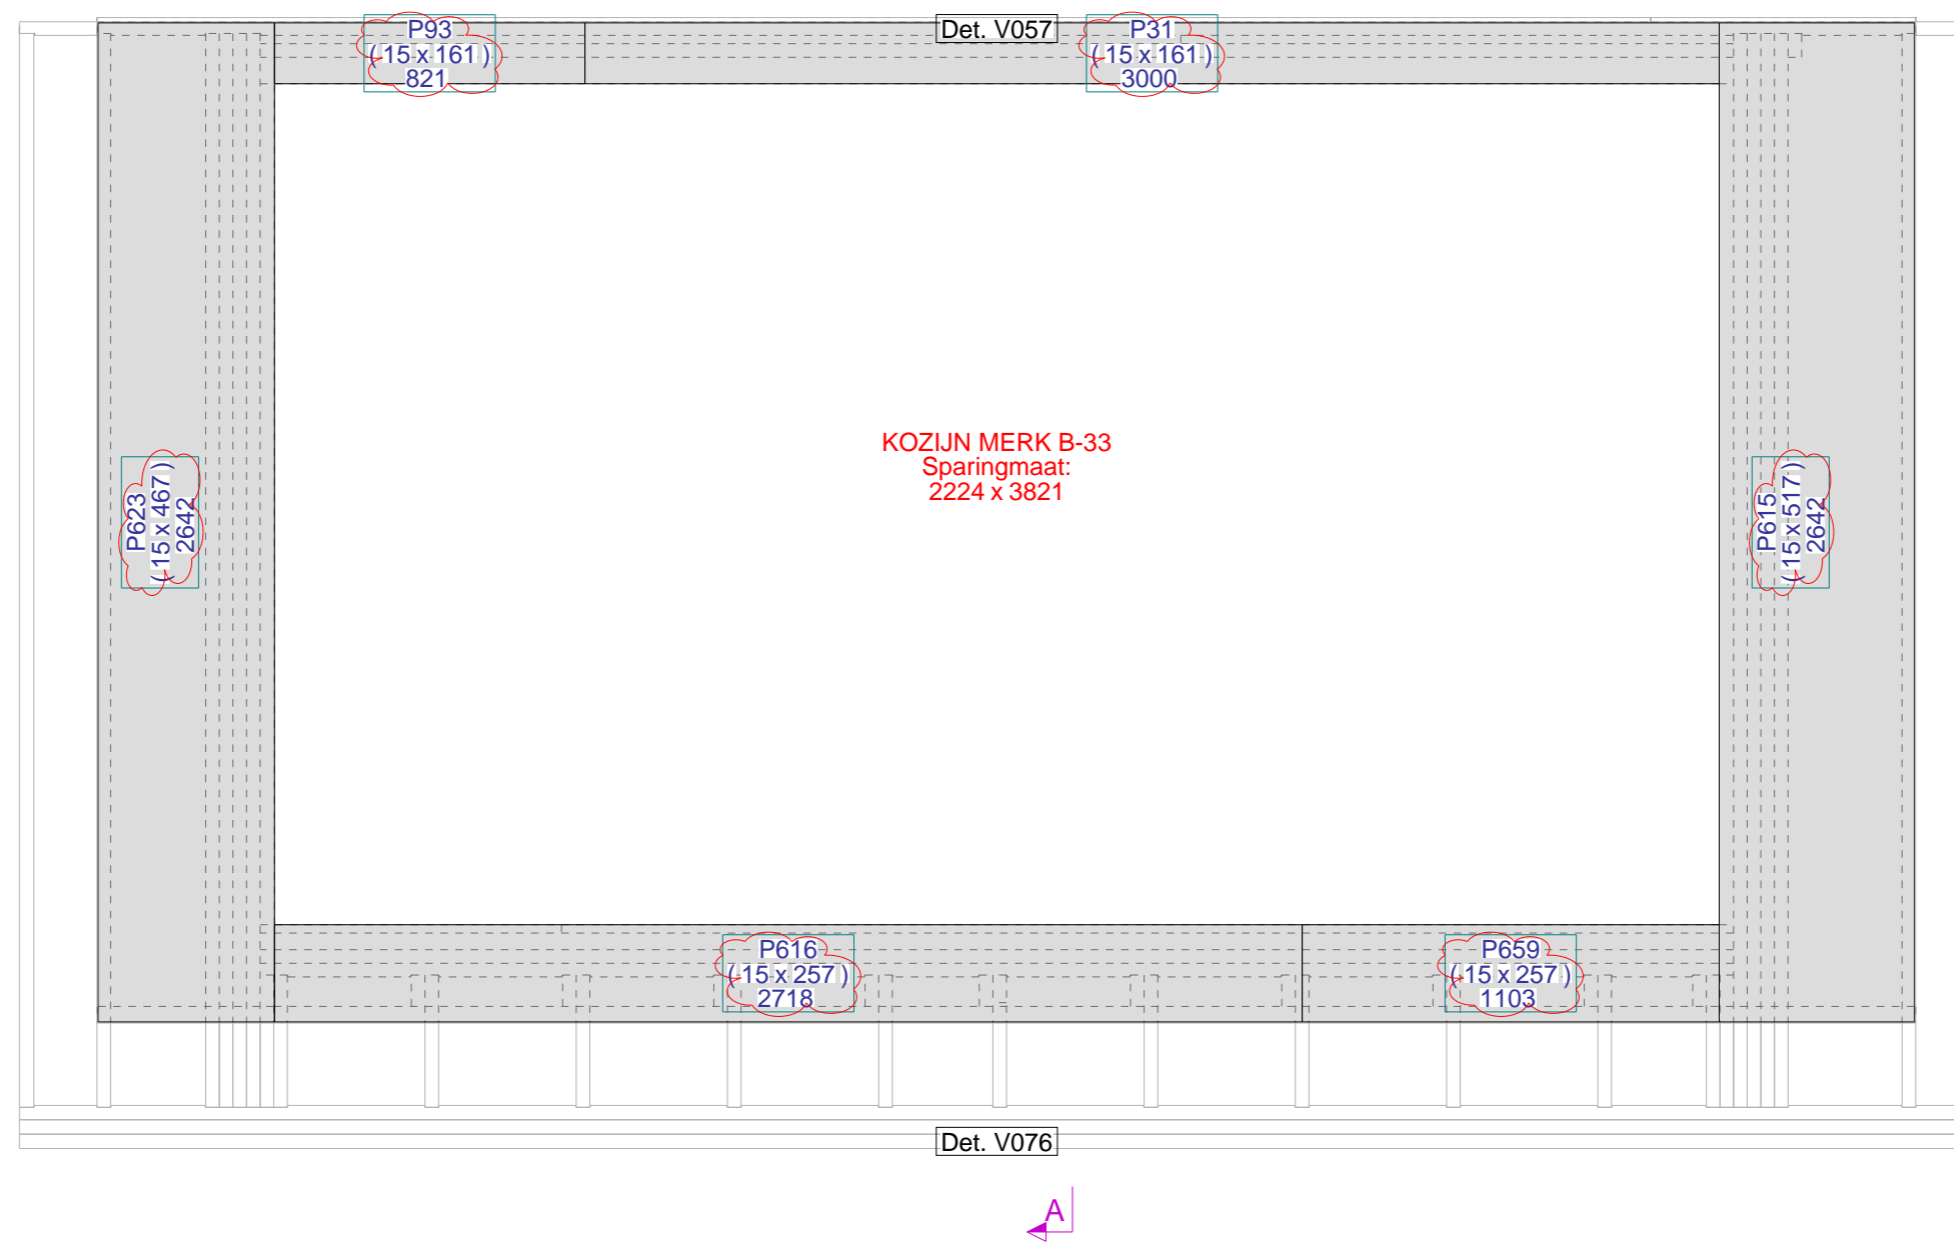 P93
( 15 x 161 )
821
Det. V057
P31
( 15 x 161 )
3000
KOZIJN MERK B-33
Sparingmaat:
2224 x 3821
P623
( 15 x 467 )
2642
P615
( 15 x 517 )
2642
P616
( 15 x 257 )
2718
P659
( 15 x 257 )
1103
Det. V076
A